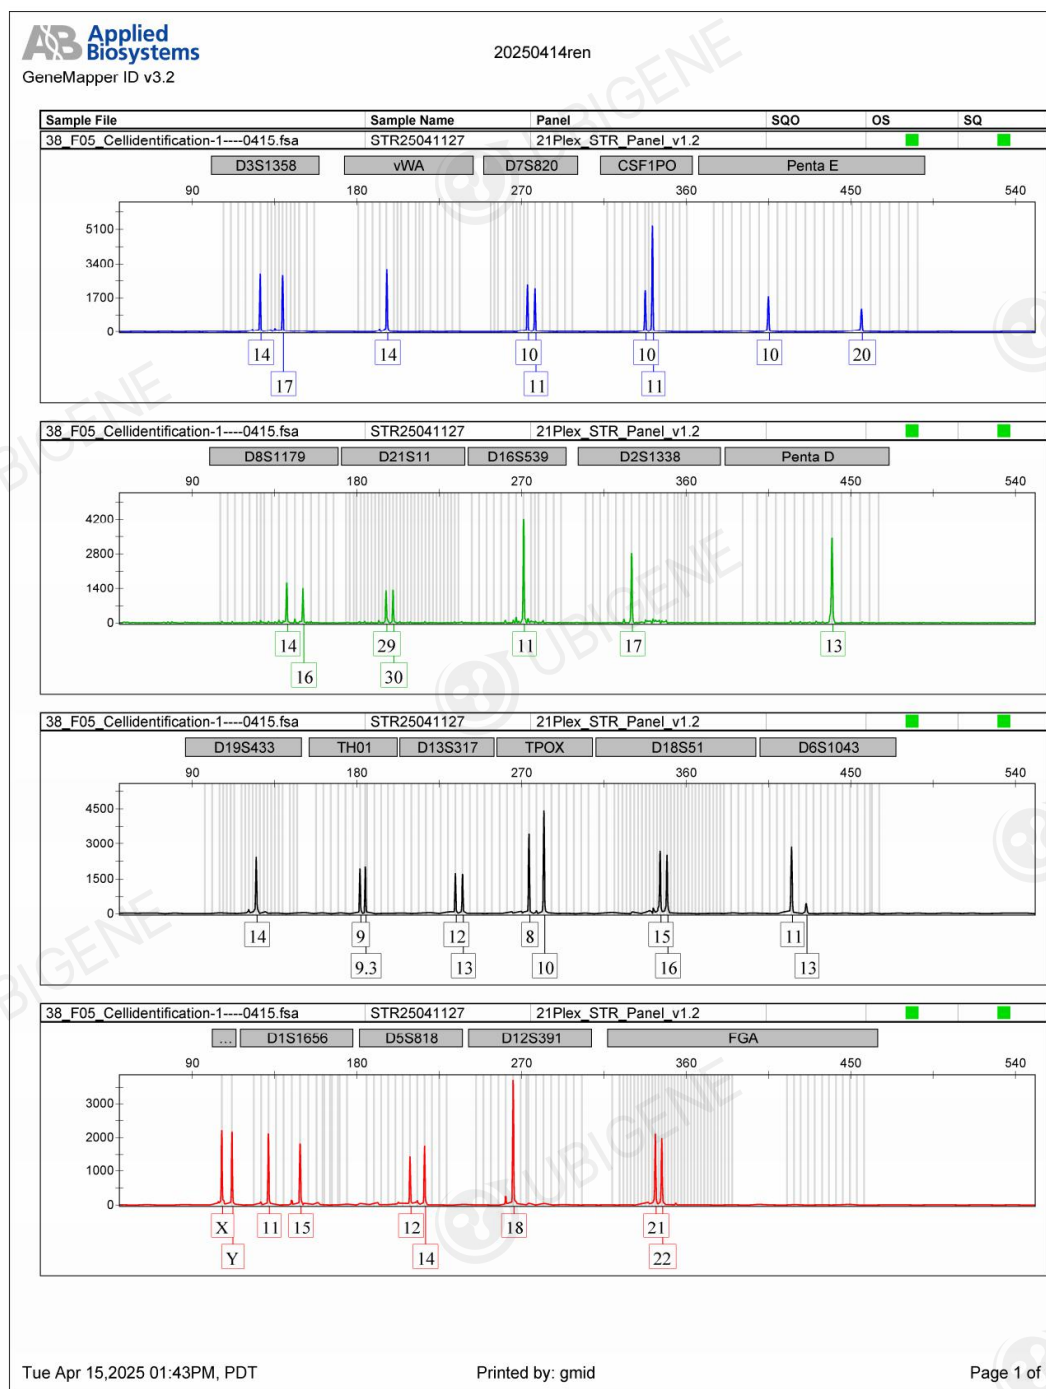 Applied
Biosystems
20250414ren
GeneMapper ID v3.2
Sample File Sample Name Panel SQO OS SQ
38_F05_Cellidentification-1----0415.fsa STR25041127 21Plex_STR_Panel_v1.2
D3S1358 vWA D7S820 CSF1PO Penta E
90 180 270 360 450 540
5100
3400
1700
0
14 14 10 10 10 20
17 11 11
38_F05_Cellidentification-1----0415.fsa STR25041127 21Plex_STR_Panel_v1.2
D8S1179 D21S11 D16S539 D2S1338 Penta D
90 180 270 360 450 540
4200
2800
1400
0
14 29 11 17 13
16 30
38_F05_Cellidentification-1----0415.fsa STR25041127 21Plex_STR_Panel_v1.2
D19S433 TH01 D13S317 TPOX D18S51 D6S1043
90 180 270 360 450 540
4500
3000
1500
0
14 9 12 8 15 11
9.3 13 10 16 13
38_F05_Cellidentification-1----0415.fsa STR25041127 21Plex_STR_Panel_v1.2
... D1S1656 D5S818 D12S391 FGA
90 180 270 360 450 540
3000
2000
1000
0
X 11 15 12 18 21
Y 14 22
Tue Apr 15,2025 01:43PM, PDT Printed by: gmid Page 1 of
UBIGENE
UBIGENE
UBIGENE
UBIGENE
UBIGENE